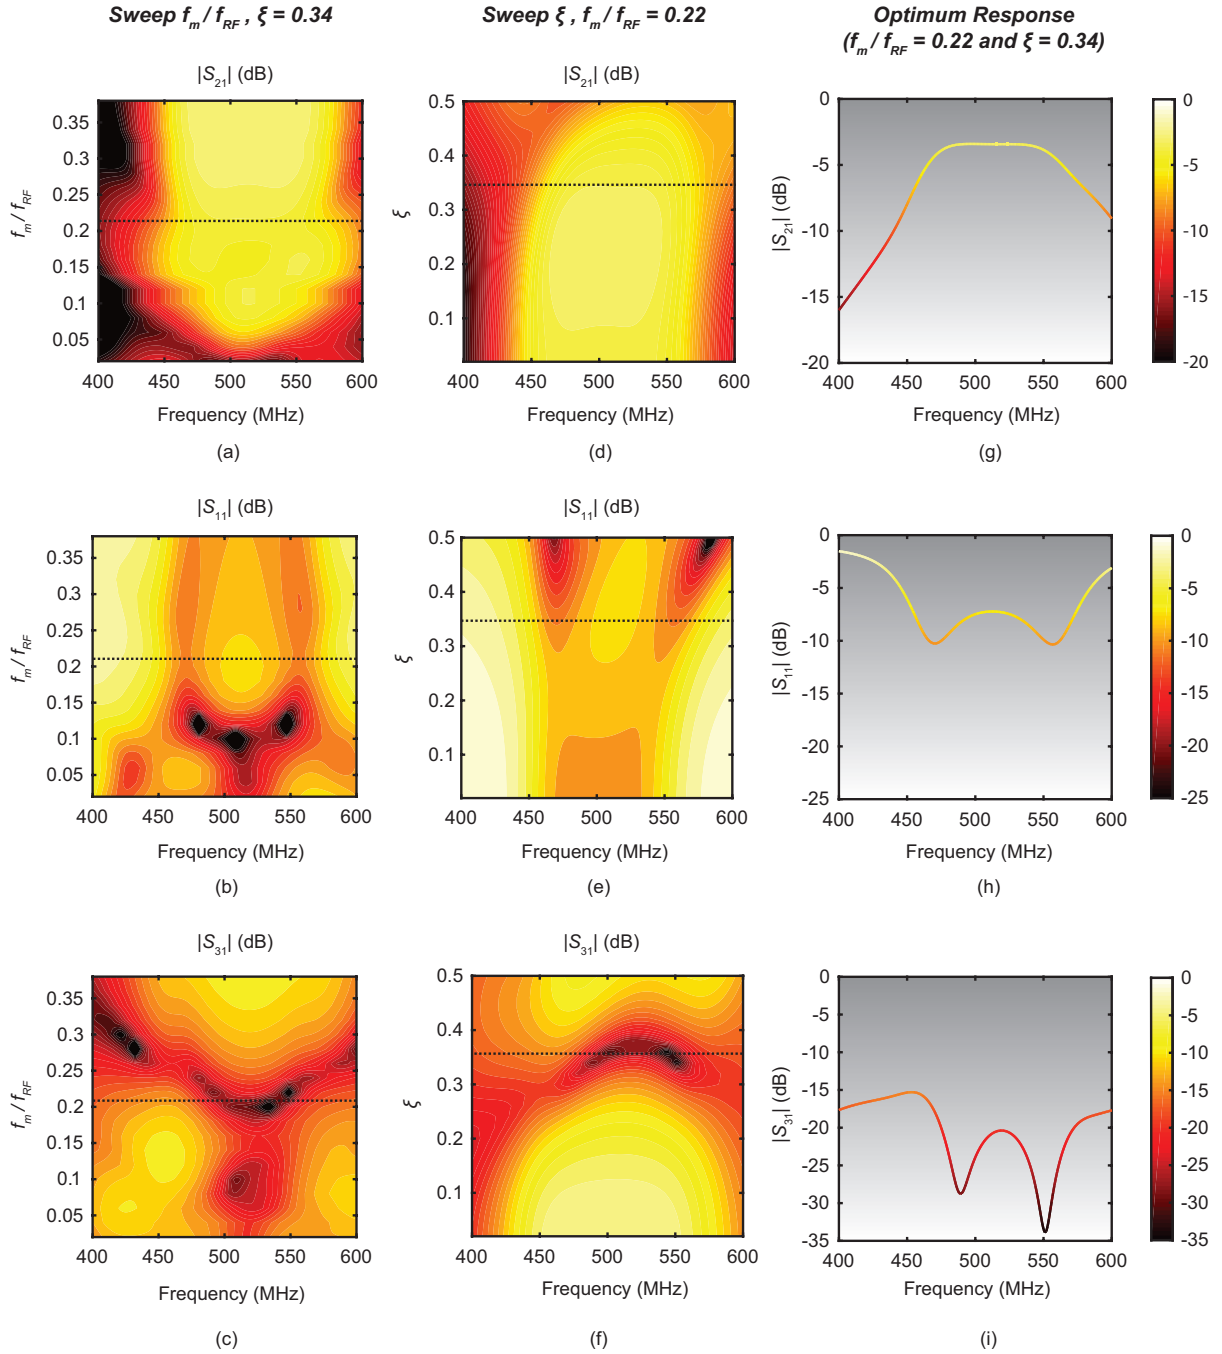 Sweep f_m / f_RF , ξ = 0.34
Sweep ξ , f_m / f_RF = 0.22
Optimum Response
(f_m / f_RF = 0.22 and ξ = 0.34)
|S_21| (dB)
f_m / f_RF
0.35
0.3
0.25
0.2
0.15
0.1
0.05
400 450 500 550 600
Frequency (MHz)
(a)
|S_21| (dB)
ξ
0.5
0.4
0.3
0.2
0.1
400 450 500 550 600
Frequency (MHz)
(d)
|S_21| (dB)
0
-5
-10
-15
-20
400 450 500 550 600
Frequency (MHz)
(g)
0
-5
-10
-15
-20
|S_11| (dB)
f_m / f_RF
0.35
0.3
0.25
0.2
0.15
0.1
0.05
400 450 500 550 600
Frequency (MHz)
(b)
|S_11| (dB)
ξ
0.5
0.4
0.3
0.2
0.1
400 450 500 550 600
Frequency (MHz)
(e)
|S_11| (dB)
0
-5
-10
-15
-20
-25
400 450 500 550 600
Frequency (MHz)
(h)
0
-5
-10
-15
-20
-25
|S_31| (dB)
f_m / f_RF
0.35
0.3
0.25
0.2
0.15
0.1
0.05
400 450 500 550 600
Frequency (MHz)
(c)
|S_31| (dB)
ξ
0.5
0.4
0.3
0.2
0.1
400 450 500 550 600
Frequency (MHz)
(f)
|S_31| (dB)
0
-5
-10
-15
-20
-25
-30
-35
400 450 500 550 600
Frequency (MHz)
(i)
0
-5
-10
-15
-20
-25
-30
-35